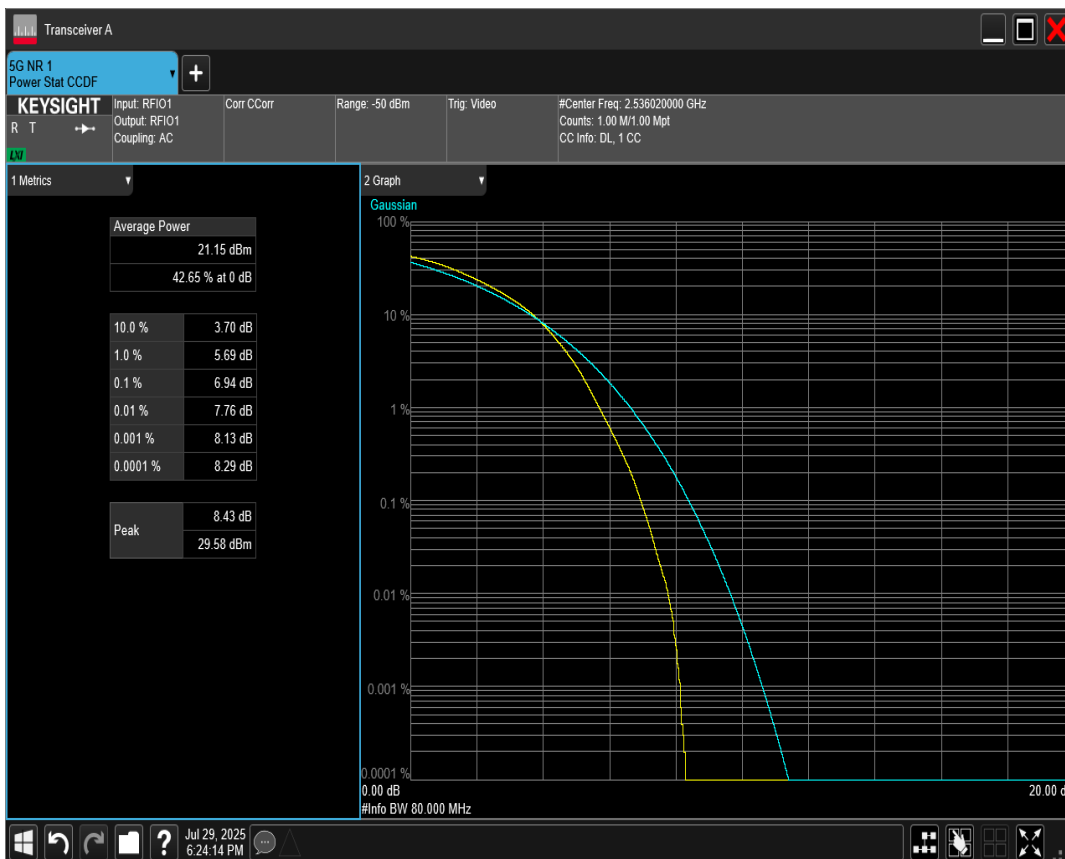 Transceiver A
5G NR 1
Power Stat CCDF
+
KEYSIGHT
R T
LXI
Input: RFIO1
Output: RFIO1
Coupling: AC
Corr CCorr
Range: -50 dBm
Trig: Video
#Center Freq: 2.536020000 GHz
Counts: 1.00 M/1.00 Mpt
CC Info: DL, 1 CC
1 Metrics
Average Power
21.15 dBm
42.65 % at 0 dB
10.0 % 3.70 dB
1.0 % 5.69 dB
0.1 % 6.94 dB
0.01 % 7.76 dB
0.001 % 8.13 dB
0.0001 % 8.29 dB
Peak
8.43 dB
29.58 dBm
2 Graph
Gaussian
100 %
10 %
1 %
0.1 %
0.01 %
0.001 %
0.0001 %
0.00 dB 20.00 d
#Info BW 80.000 MHz
?
Jul 29, 2025
6:24:14 PM